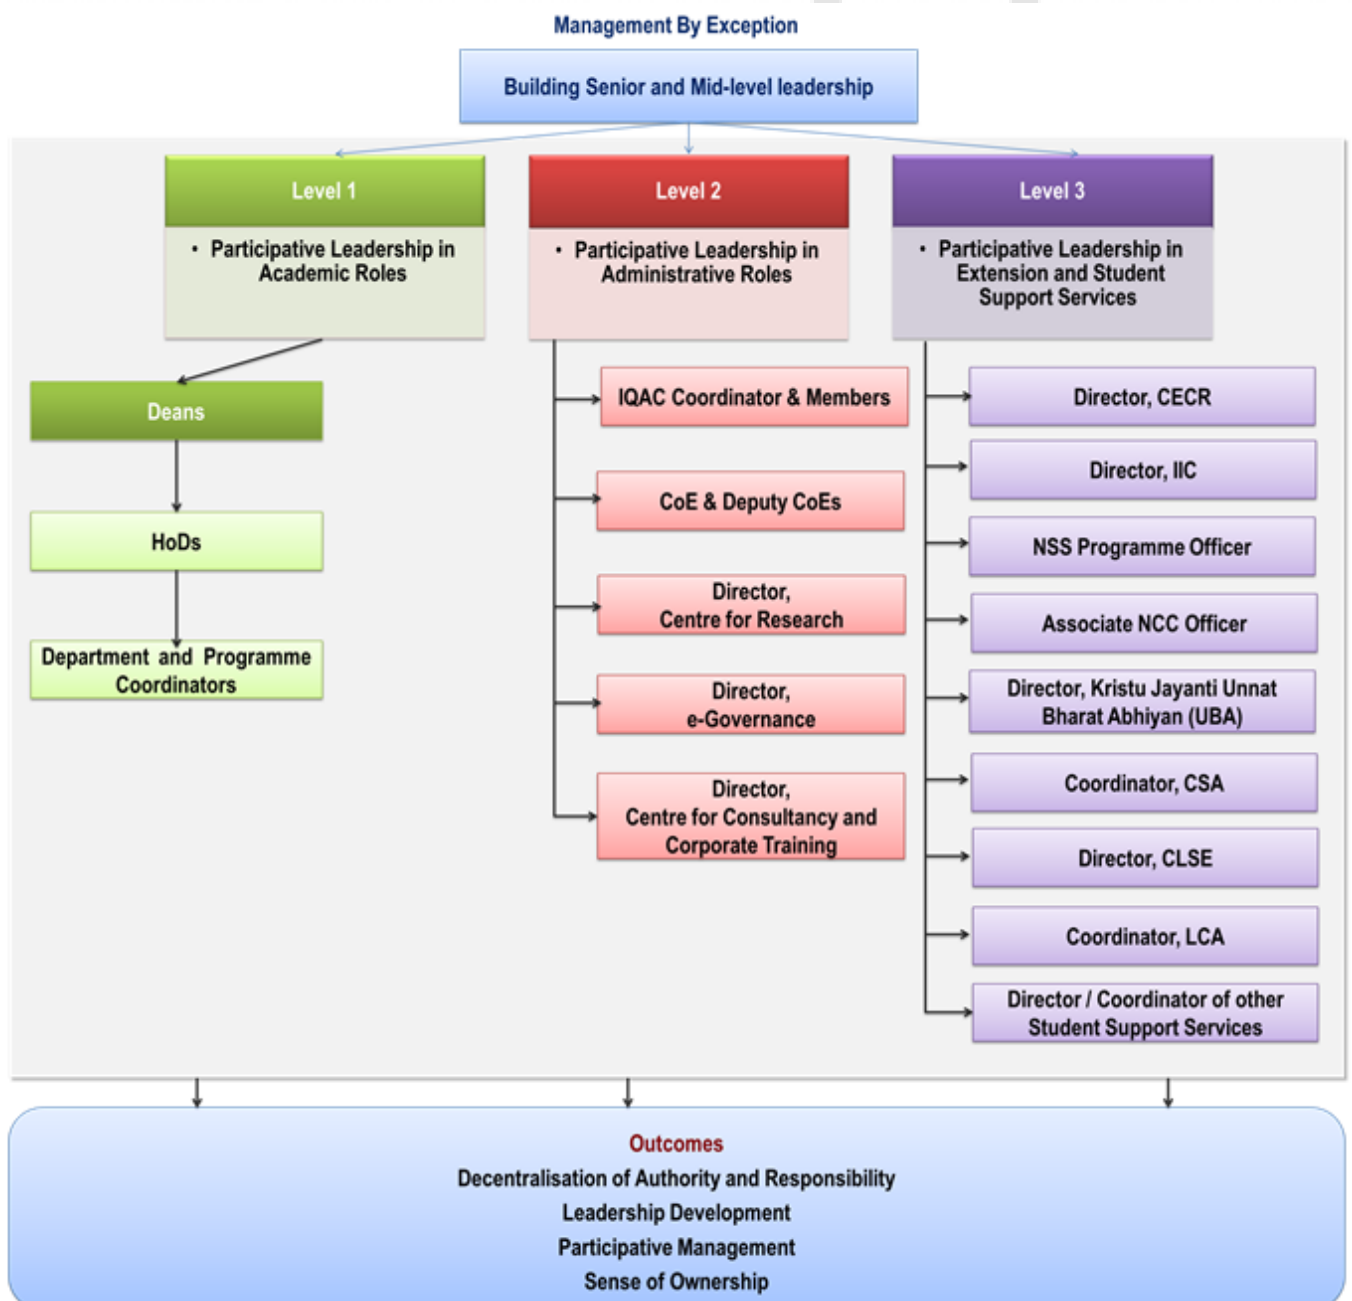 Management By Exception
Building Senior and Mid-level leadership
Level 1
• Participative Leadership in
Academic Roles
Deans
HoDs
Department and Programme
Coordinators
Level 2
• Participative Leadership in
Administrative Roles
IQAC Coordinator & Members
CoE & Deputy CoEs
Director,
Centre for Research
Director,
e-Governance
Director,
Centre for Consultancy and
Corporate Training
Level 3
• Participative Leadership in
Extension and Student
Support Services
Director, CECR
Director, IIC
NSS Programme Officer
Associate NCC Officer
Director, Kristu Jayanti Unnat
Bharat Abhiyan (UBA)
Coordinator, CSA
Director, CLSE
Coordinator, LCA
Director / Coordinator of other
Student Support Services
Outcomes
Decentralisation of Authority and Responsibility
Leadership Development
Participative Management
Sense of Ownership